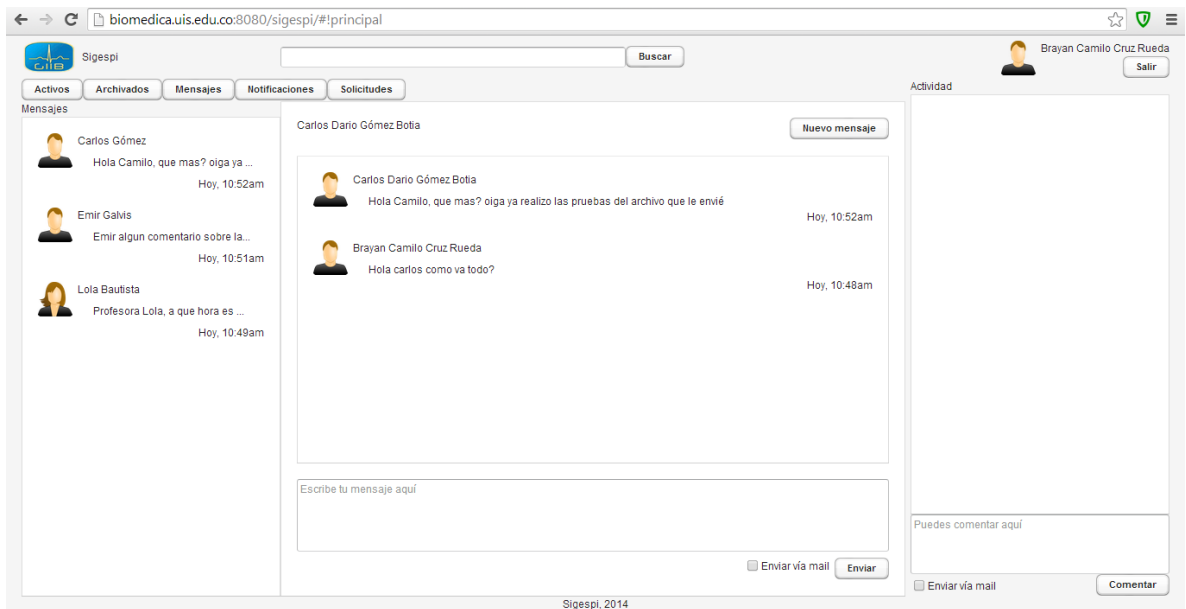 biomedica.uis.edu.co:8080/sigespi/#!principal
GIIB
Sigespi
Buscar
Brayan Camilo Cruz Rueda
Salir
Activos
Archivados
Mensajes
Notificaciones
Solicitudes
Mensajes
Carlos Gómez
Hola Camilo, que mas? oiga ya ...
Hoy, 10:52am
Emir Galvis
Emir algun comentario sobre la...
Hoy, 10:51am
Lola Bautista
Profesora Lola, a que hora es ...
Hoy, 10:49am
Carlos Dario Gómez Botia
Nuevo mensaje
Carlos Dario Gómez Botia
Hola Camilo, que mas? oiga ya realizo las pruebas del archivo que le envié
Hoy, 10:52am
Brayan Camilo Cruz Rueda
Hola carlos como va todo?
Hoy, 10:48am
Escribe tu mensaje aquí
Enviar vía mail
Enviar
Actividad
Puedes comentar aquí
Enviar vía mail
Comentar
Sigespi, 2014